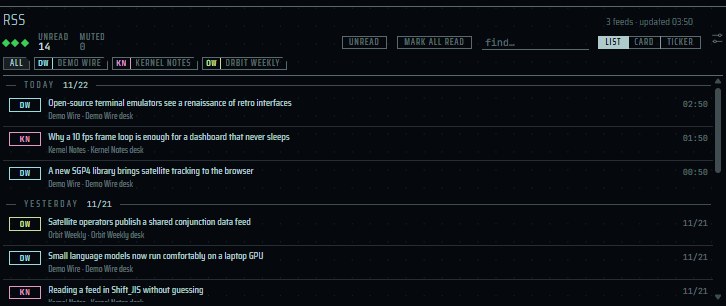 RSS
3 feeds · updated 03:50
UNREAD 14
MUTED 0
UNREAD MARK ALL READ find… LIST CARD TICKER
ALL DW DEMO WIRE KN KERNEL NOTES OW ORBIT WEEKLY
TODAY 11/22
DW Open-source terminal emulators see a renaissance of retro interfaces 02:50
Demo Wire · Demo Wire desk
KN Why a 10 fps frame loop is enough for a dashboard that never sleeps 01:50
Kernel Notes · Kernel Notes desk
DW A new SGP4 library brings satellite tracking to the browser 00:50
Demo Wire · Demo Wire desk
YESTERDAY 11/21
OW Satellite operators publish a shared conjunction data feed 11/21
Orbit Weekly · Orbit Weekly desk
DW Small language models now run comfortably on a laptop GPU 11/21
Demo Wire · Demo Wire desk
KN Reading a feed in Shift_JIS without guessing 11/21
Kernel Notes · Kernel Notes desk